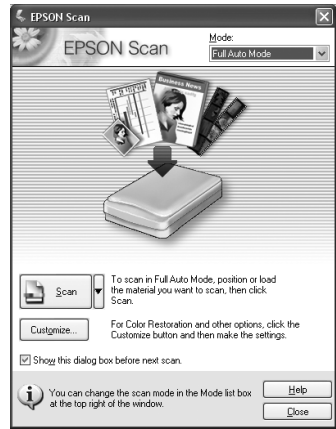 EPSON Scan
EPSON Scan
Mode:
Full Auto Mode
Business News
Scan
To scan in Full Auto Mode, position or load
the material you want to scan, then click
Scan.
Customize...
For Color Restoration and other options, click the
Customize button and then make the settings.
Show this dialog box before next scan.
You can change the scan mode in the Mode list box
at the top right of the window.
Help
Close